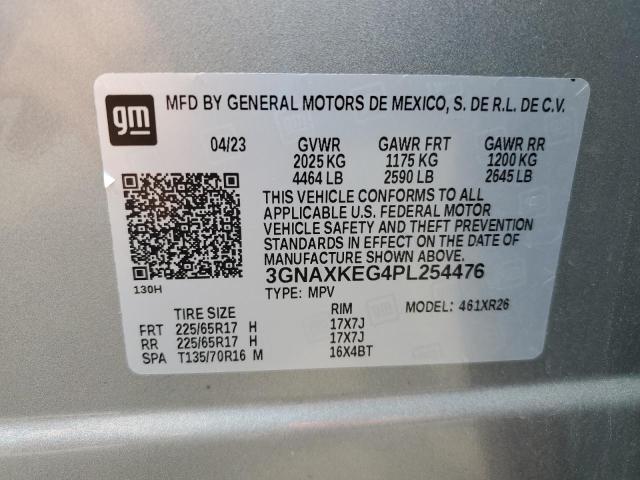 gm
MFD BY GENERAL MOTORS DE MEXICO, S. DE R.L. DE C.V.
04/23 GVWR GAWR FRT GAWR RR
2025 KG 1175 KG 1200 KG
4464 LB 2590 LB 2645 LB
THIS VEHICLE CONFORMS TO ALL
APPLICABLE U.S. FEDERAL MOTOR
VEHICLE SAFETY AND THEFT PREVENTION
STANDARDS IN EFFECT ON THE DATE OF
MANUFACTURE SHOWN ABOVE.
130H
3GNAXKEG4PL254476
TYPE: MPV MODEL: 461XR26
TIRE SIZE RIM
FRT 225/65R17 H 17X7J
RR 225/65R17 H 17X7J
SPA T135/70R16 M 16X4BT